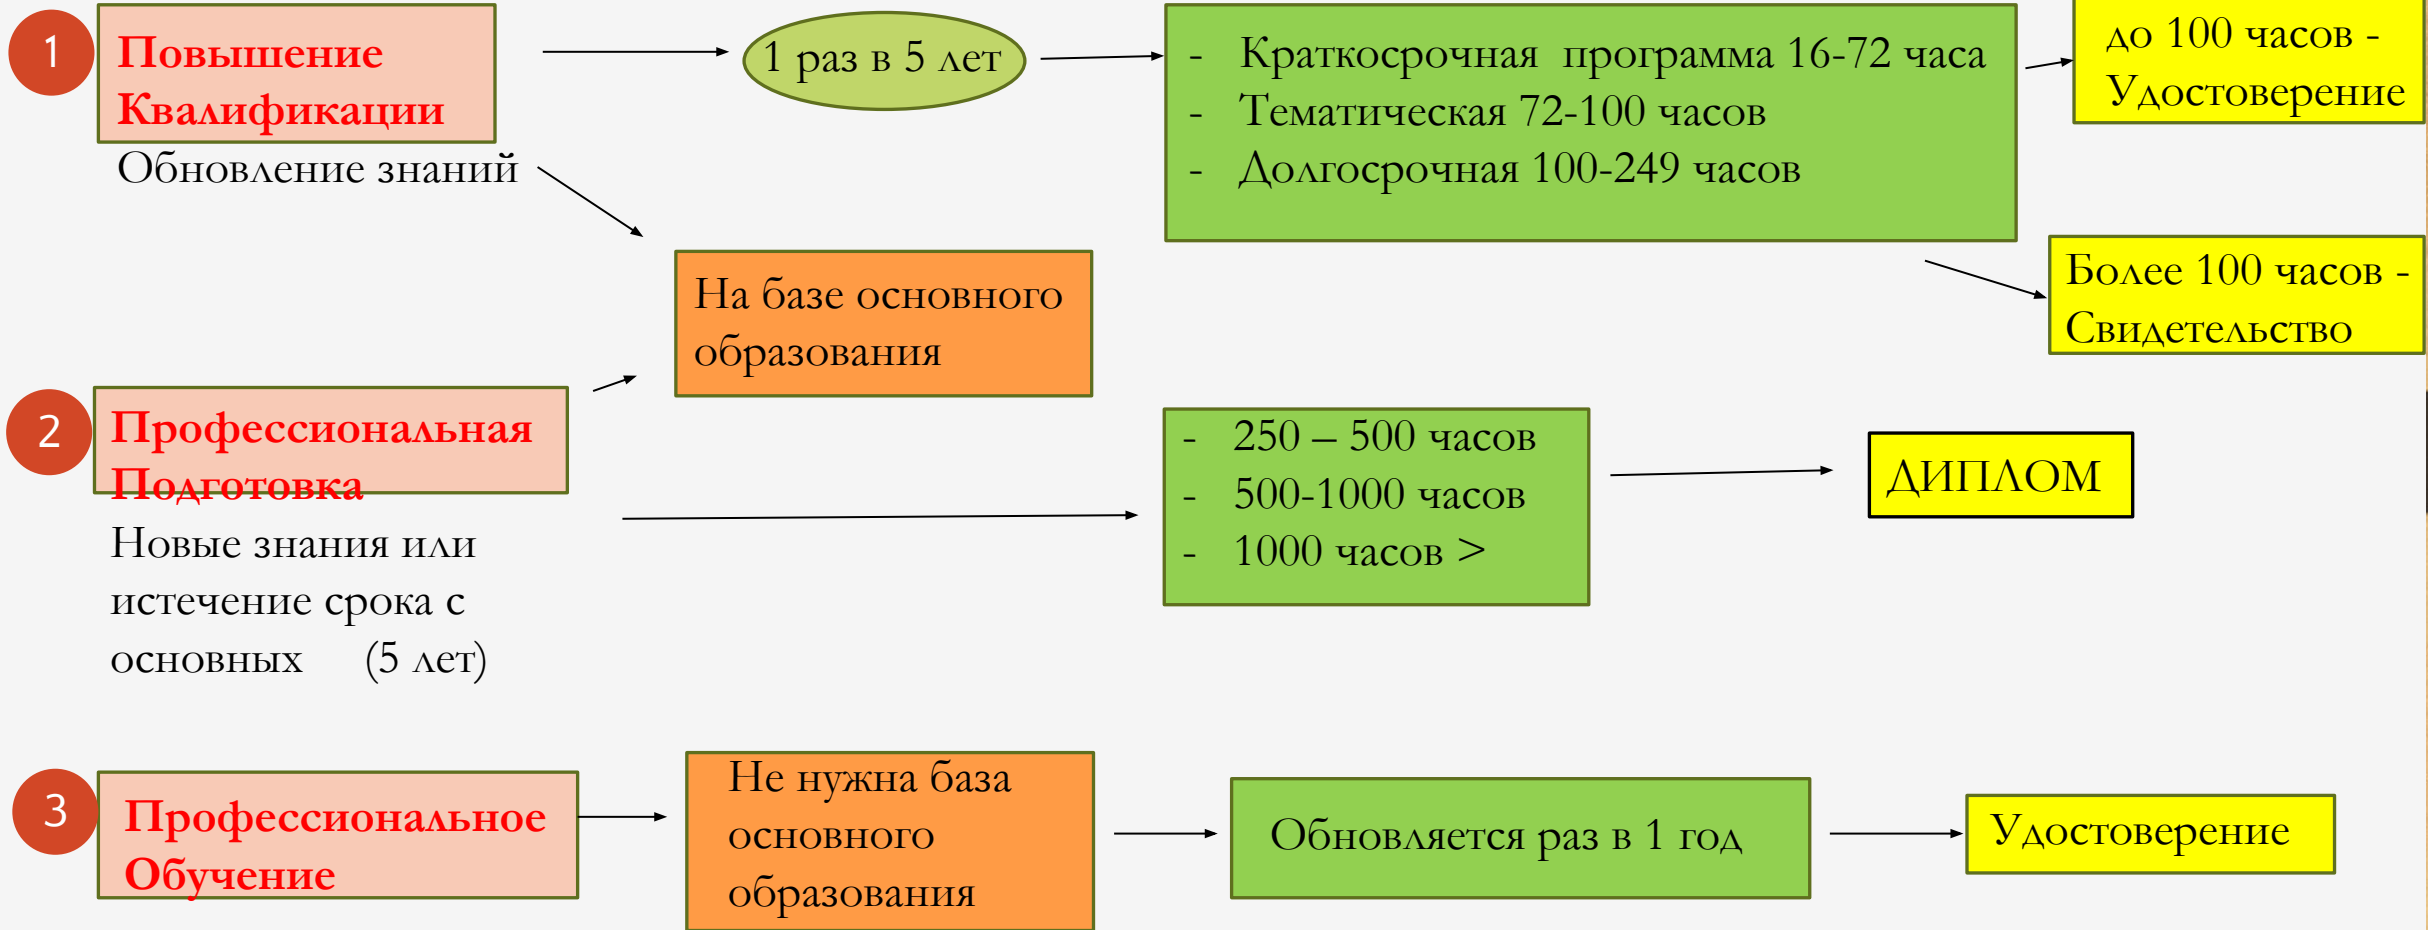 1
Повышение
Квалификации
Обновление знаний
1 раз в 5 лет
- Краткосрочная программа 16-72 часа
- Тематическая 72-100 часов
- Долгосрочная 100-249 часов
до 100 часов -
Удостоверение
Более 100 часов -
Свидетельство
На базе основного
образования
2
Профессиональная
Подготовка
Новые знания или
истечение срока с
основных (5 лет)
- 250 – 500 часов
- 500-1000 часов
- 1000 часов >
ДИПЛОМ
3
Профессиональное
Обучение
Не нужна база
основного
образования
Обновляется раз в 1 год
Удостоверение